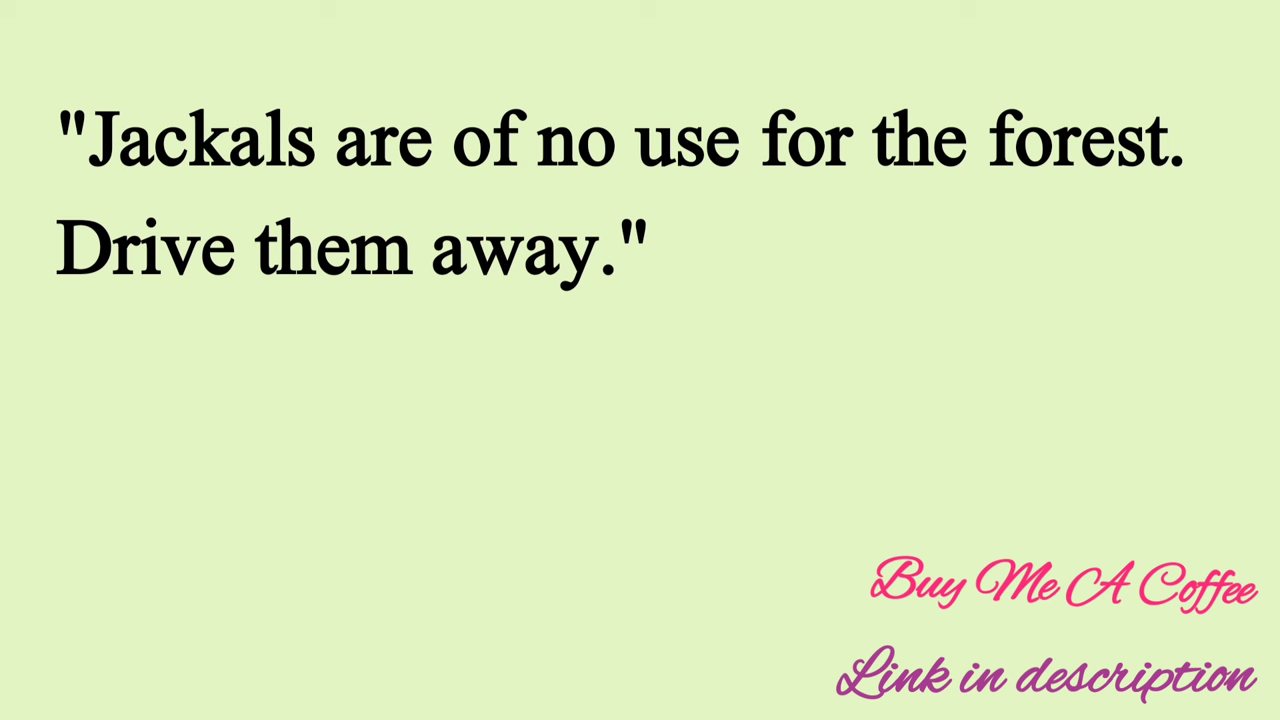 "Jackals are of no use for the forest.
Drive them away."
Buy Me A Coffee
Link in description